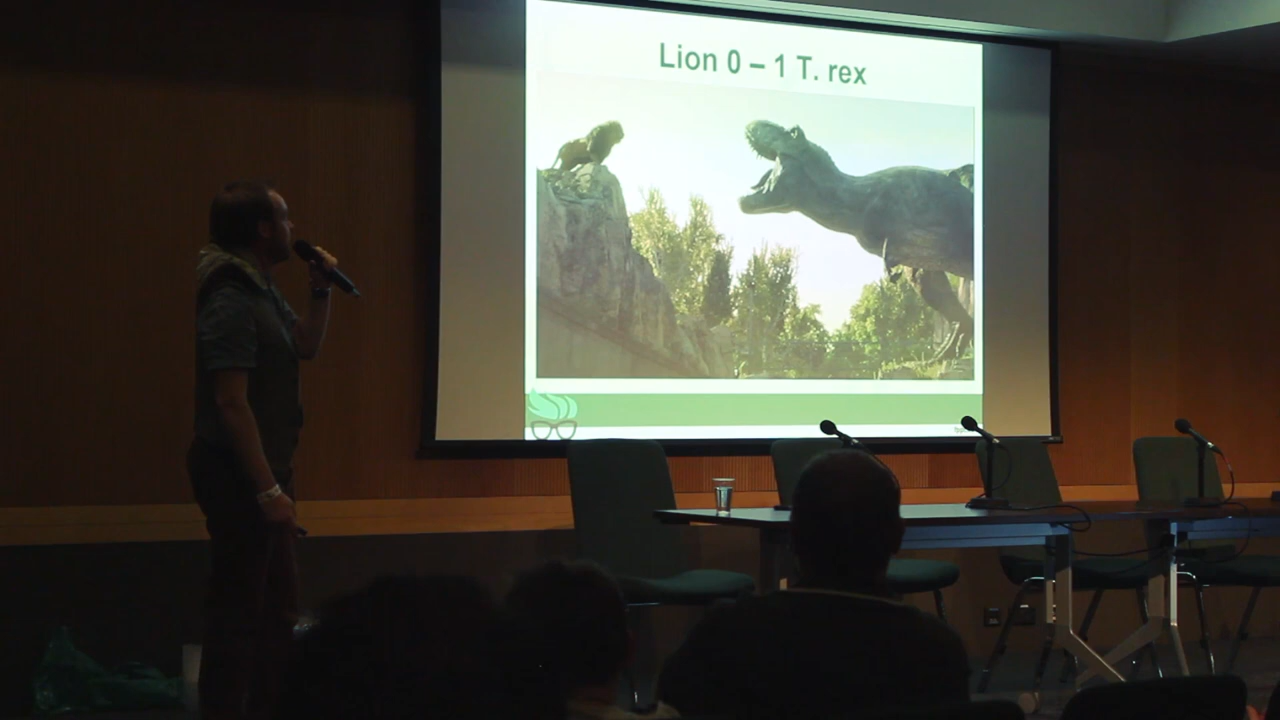 Lion 0 – 1 T. rex